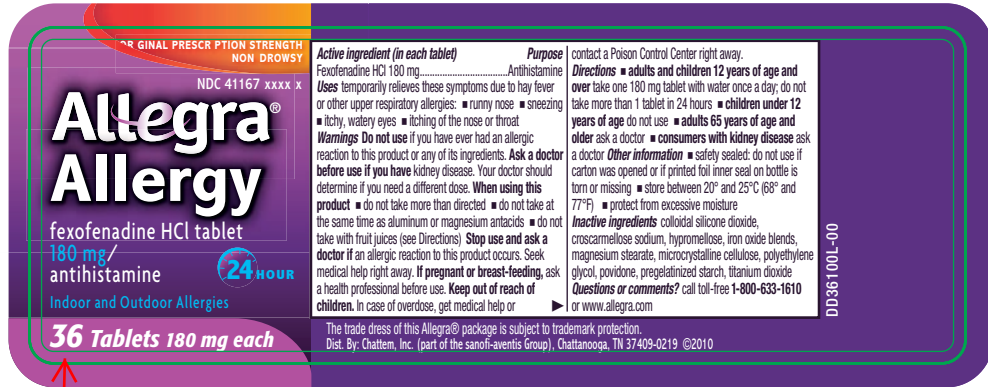 OR GINAL PRESCR PTION STRENGTH
NON DROWSY
NDC 41167 xxxx x
Allegra®
Allergy
fexofenadine HCl tablet
180 mg/
antihistamine
24 HOUR
Indoor and Outdoor Allergies
36 Tablets 180 mg each
Active ingredient (in each tablet) Purpose
Fexofenadine HCl 180 mg..................................Antihistamine
Uses temporarily relieves these symptoms due to hay fever
or other upper respiratory allergies: ■ runny nose ■ sneezing
■ itchy, watery eyes ■ itching of the nose or throat
Warnings Do not use if you have ever had an allergic
reaction to this product or any of its ingredients. Ask a doctor
before use if you have kidney disease. Your doctor should
determine if you need a different dose. When using this
product ■ do not take more than directed ■ do not take at
the same time as aluminum or magnesium antacids ■ do not
take with fruit juices (see Directions) Stop use and ask a
doctor if an allergic reaction to this product occurs. Seek
medical help right away. If pregnant or breast-feeding, ask
a health professional before use. Keep out of reach of
children. In case of overdose, get medical help or ▶
contact a Poison Control Center right away.
Directions ■ adults and children 12 years of age and
over take one 180 mg tablet with water once a day; do not
take more than 1 tablet in 24 hours ■ children under 12
years of age do not use ■ adults 65 years of age and
older ask a doctor ■ consumers with kidney disease ask
a doctor Other information ■ safety sealed: do not use if
carton was opened or if printed foil inner seal on bottle is
torn or missing ■ store between 20° and 25°C (68° and
77°F) ■ protect from excessive moisture
Inactive ingredients colloidal silicone dioxide,
croscarmellose sodium, hypromellose, iron oxide blends,
magnesium stearate, microcrystalline cellulose, polyethylene
glycol, povidone, pregelatinized starch, titanium dioxide
Questions or comments? call toll-free 1-800-633-1610
or www.allegra.com
DD36100L-00
The trade dress of this Allegra® package is subject to trademark protection.
Dist. By: Chattem, Inc. (part of the sanofi-aventis Group), Chattanooga, TN 37409-0219 ©2010